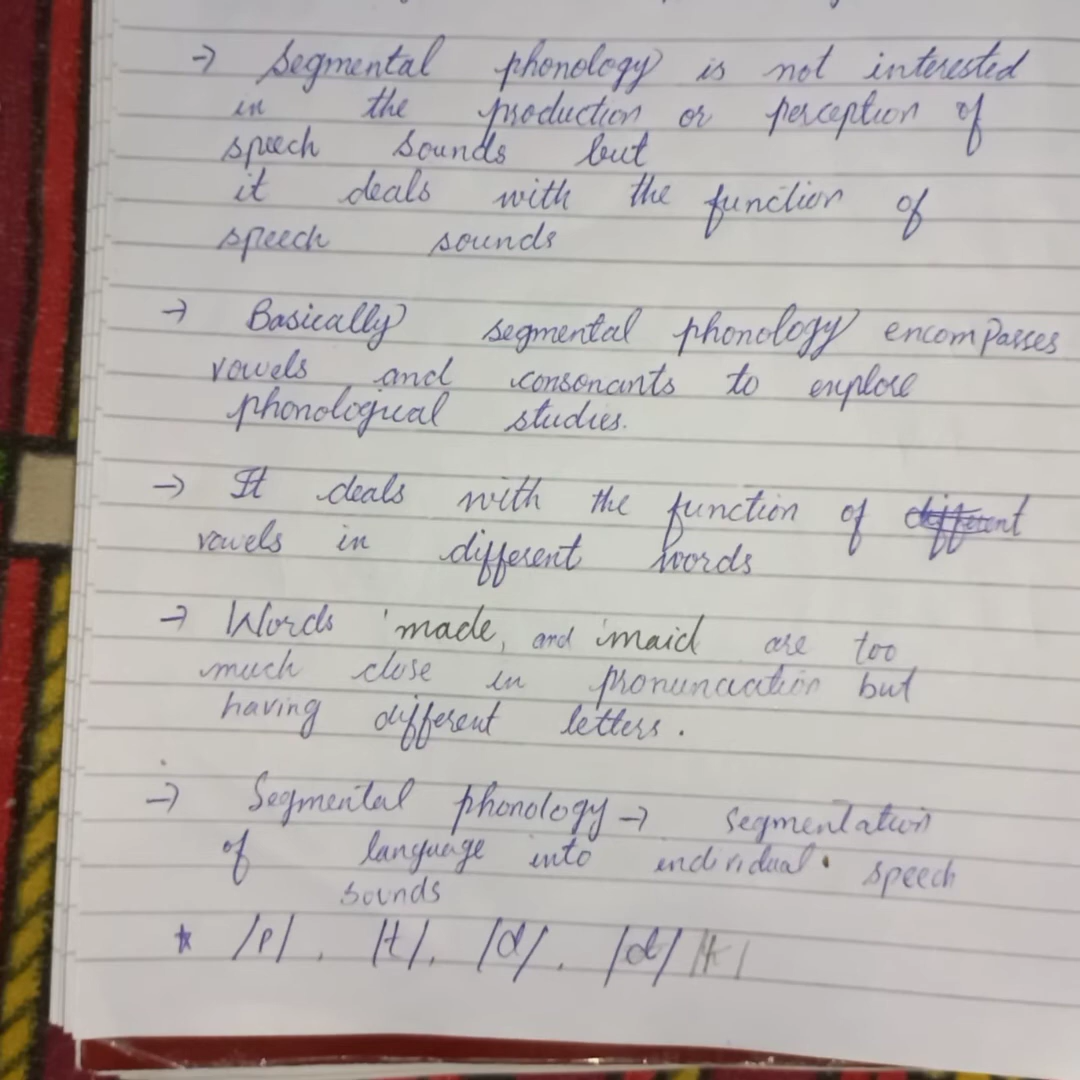 → Segmental phonology is not interested
in the production or perception of
speech sounds but
it deals with the function of
speech sounds
→ Basically segmental phonology encompasses
vowels and consonants to explore
phonological studies.
→ It deals with the function of different
vowels in different words
→ Words 'made, and 'maid are too
much close in pronunciation but
having different letters.
→ Segmental phonology → segmentation
of language into individual speech
sounds
* /p/, /t/, /d/, /d/ /t/